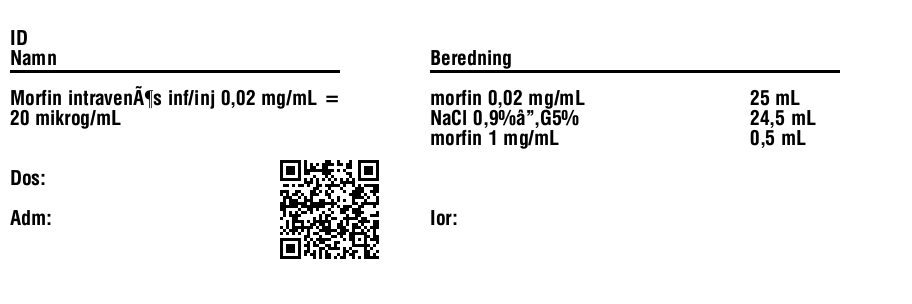 ID
Namn
Beredning
Morfin intravenÃ¶s inf/inj 0,02 mg/mL =
20 mikrog/mL
morfin 0,02 mg/mL 25 mL
NaCl 0,9%â”‚G5% 24,5 mL
morfin 1 mg/mL 0,5 mL
Dos:
Adm:
Ior: